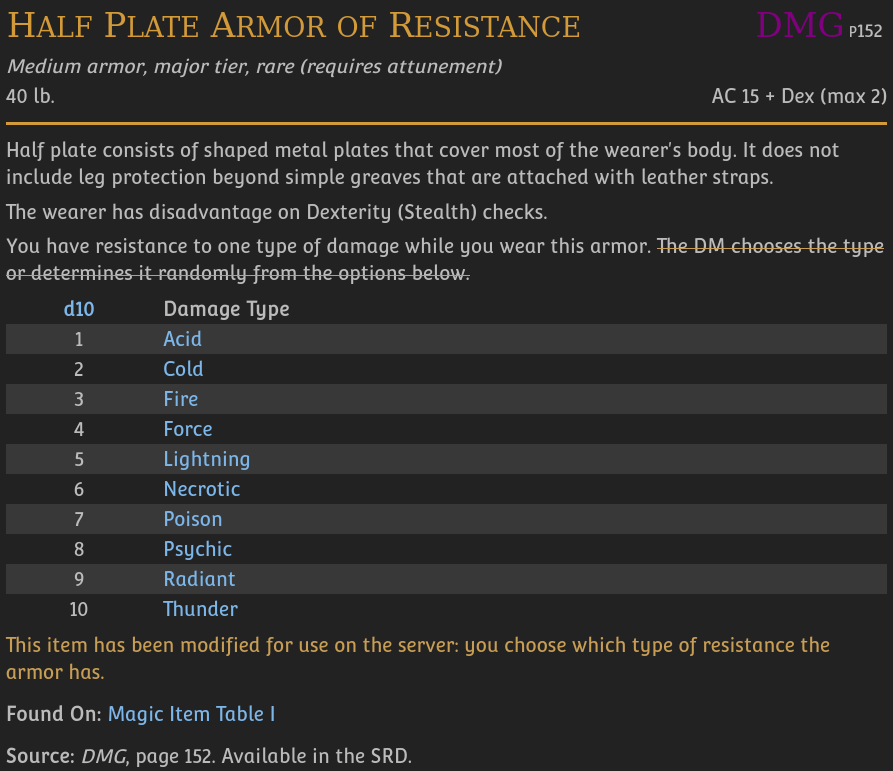 Half Plate Armor of Resistance DMG P152
Medium armor, major tier, rare (requires attunement)
40 lb. AC 15 + Dex (max 2)
Half plate consists of shaped metal plates that cover most of the wearer's body. It does not
include leg protection beyond simple greaves that are attached with leather straps.
The wearer has disadvantage on Dexterity (Stealth) checks.
You have resistance to one type of damage while you wear this armor. The DM chooses the type
or determines it randomly from the options below.
d10 Damage Type
1 Acid
2 Cold
3 Fire
4 Force
5 Lightning
6 Necrotic
7 Poison
8 Psychic
9 Radiant
10 Thunder
This item has been modified for use on the server: you choose which type of resistance the
armor has.
Found On: Magic Item Table I
Source: DMG, page 152. Available in the SRD.